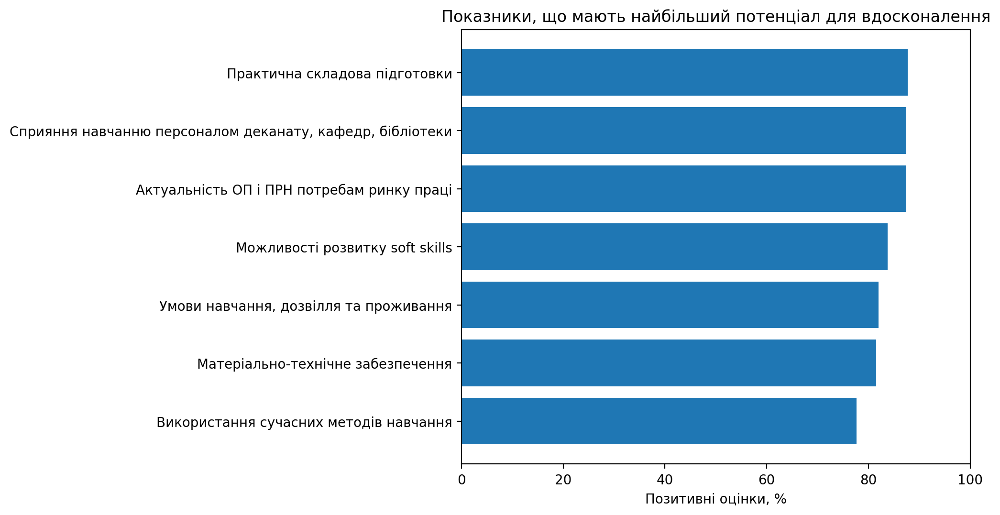 Показники, що мають найбільший потенціал для вдосконалення
Практична складова підготовки
Сприяння навчанню персоналом деканату, кафедр, бібліотеки
Актуальність ОП і ПРН потребам ринку праці
Можливості розвитку soft skills
Умови навчання, дозвілля та проживання
Матеріально-технічне забезпечення
Використання сучасних методів навчання
0 20 40 60 80 100
Позитивні оцінки, %